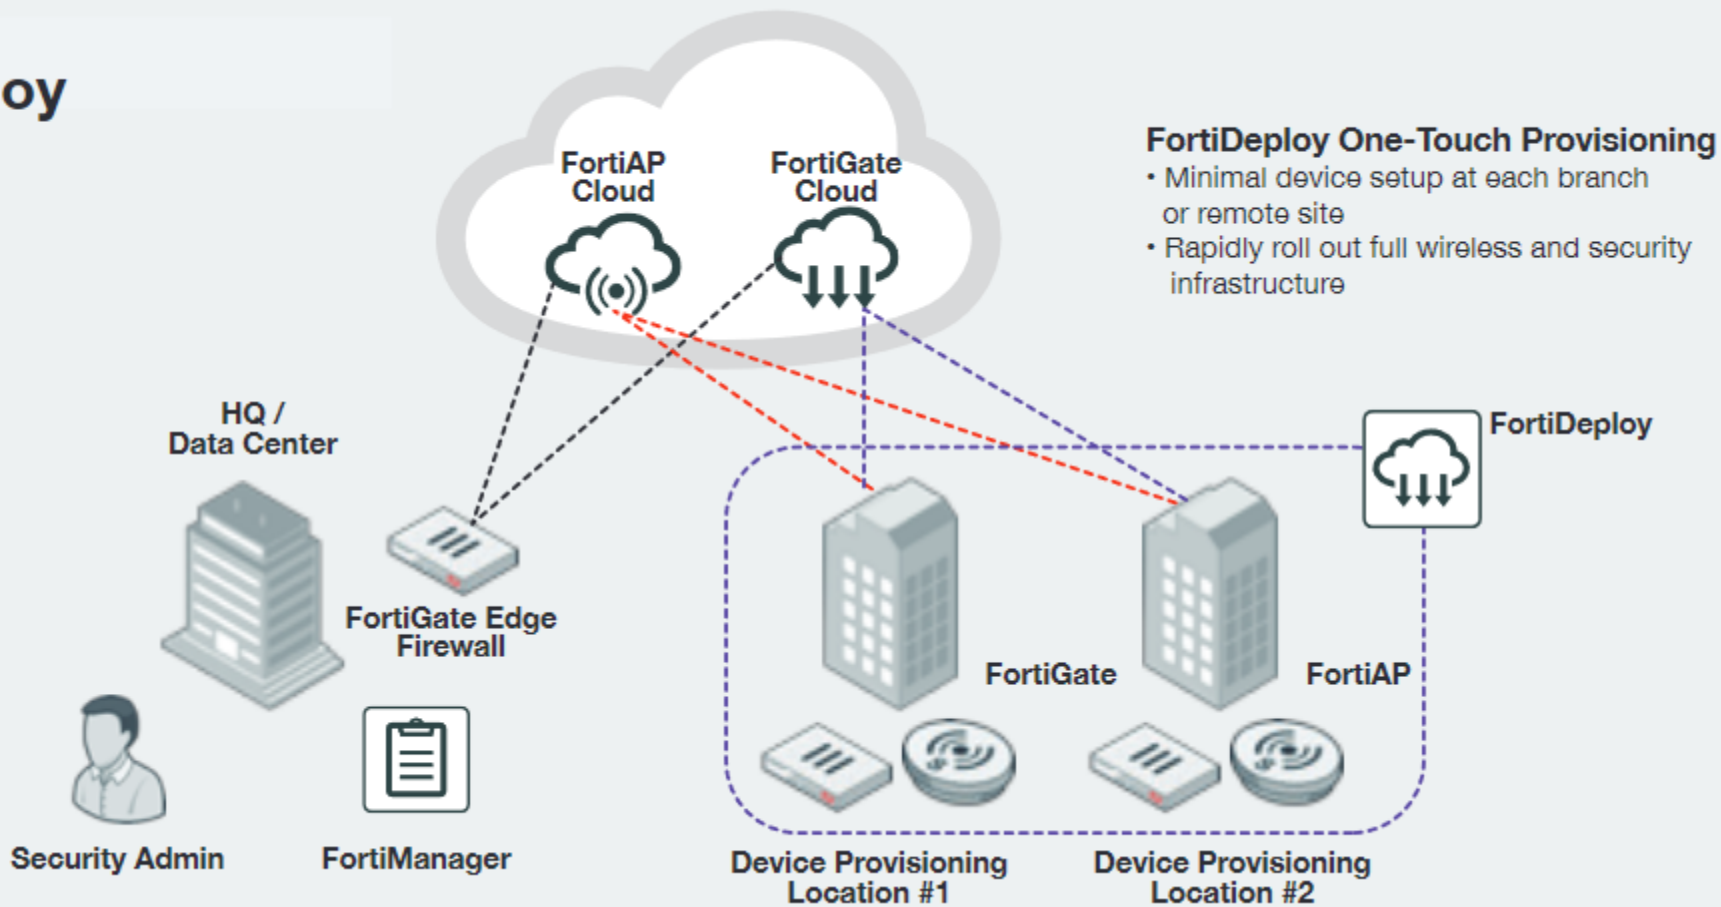 oy
FortiAP
Cloud
FortiGate
Cloud
FortiDeploy One-Touch Provisioning
• Minimal device setup at each branch
or remote site
• Rapidly roll out full wireless and security
infrastructure
HQ /
Data Center
FortiDeploy
FortiGate Edge
Firewall
FortiGate
FortiAP
Security Admin
FortiManager
Device Provisioning
Location #1
Device Provisioning
Location #2